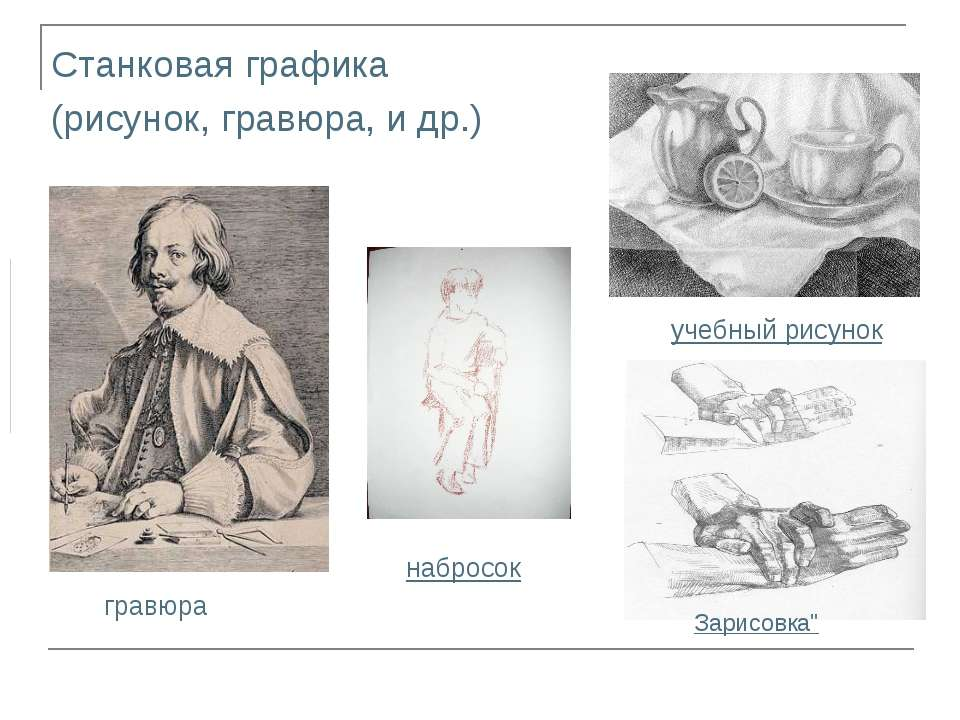 Станковая графика
(рисунок, гравюра, и др.)
учебный рисунок
набросок
гравюра
Зарисовка"